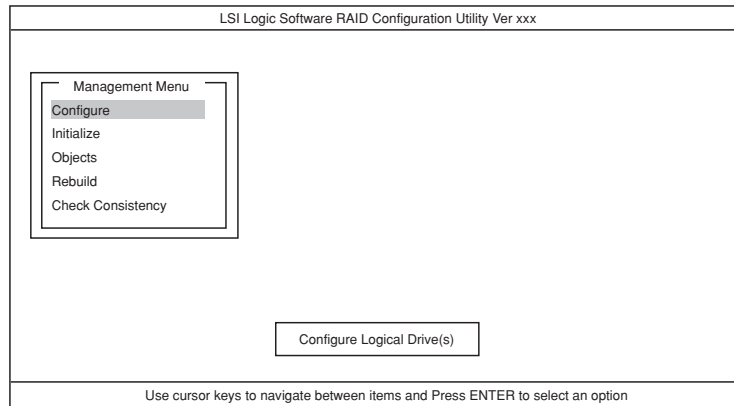 LSI Logic Software RAID Configuration Utility Ver xxx
Management Menu
Configure
Initialize
Objects
Rebuild
Check Consistency
Configure Logical Drive(s)
Use cursor keys to navigate between items and Press ENTER to select an option